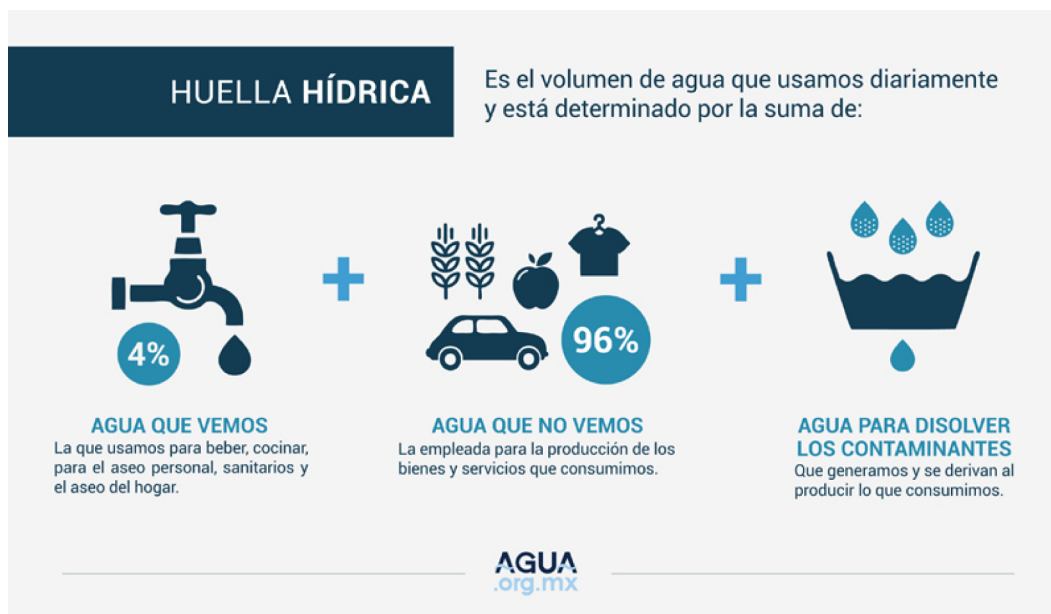 HUELLA HÍDRICA
Es el volumen de agua que usamos diariamente
y está determinado por la suma de:
4%
AGUA QUE VEMOS
La que usamos para beber, cocinar,
para el aseo personal, sanitarios y
el aseo del hogar.
96%
AGUA QUE NO VEMOS
La empleada para la producción de los
bienes y servicios que consumimos.
AGUA PARA DISOLVER
LOS CONTAMINANTES
Que generamos y se derivan al
producir lo que consumimos.
AGUA
.org.mx